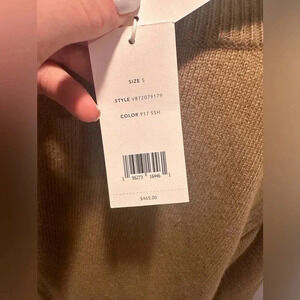 SIZE S
STYLE V872079179
COLOR 917 SSH
$465.00